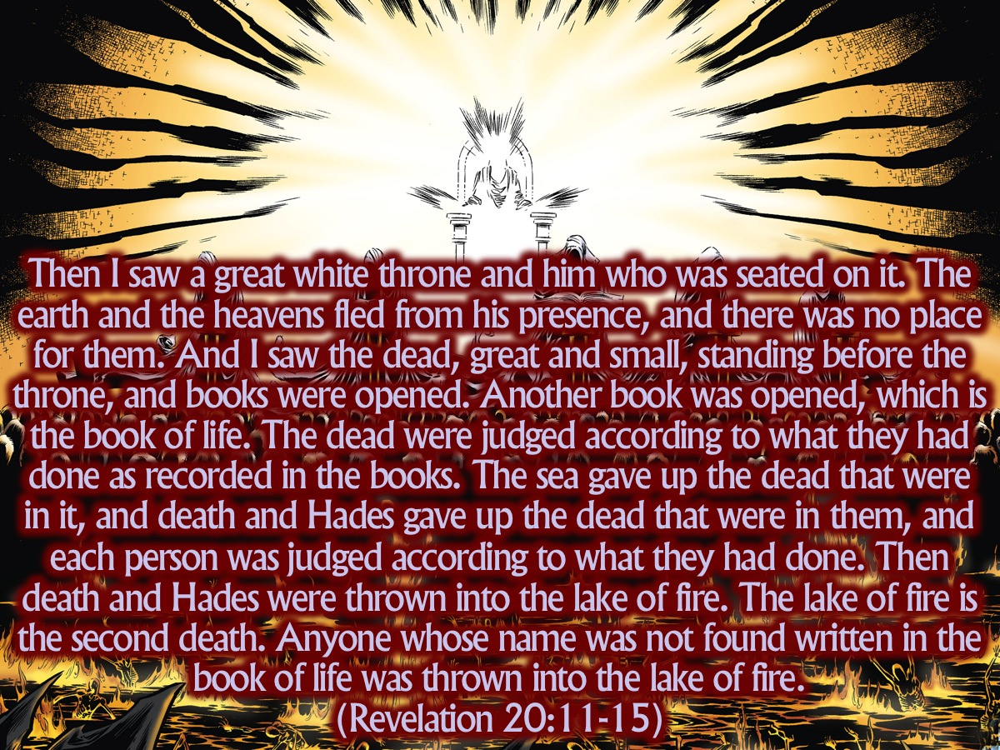 Then I saw a great white throne and him who was seated on it. The
earth and the heavens fled from his presence, and there was no place
for them. And I saw the dead, great and small, standing before the
throne, and books were opened. Another book was opened, which is
the book of life. The dead were judged according to what they had
done as recorded in the books. The sea gave up the dead that were
in it, and death and Hades gave up the dead that were in them, and
each person was judged according to what they had done. Then
death and Hades were thrown into the lake of fire. The lake of fire is
the second death. Anyone whose name was not found written in the
book of life was thrown into the lake of fire.
(Revelation 20:11-15)